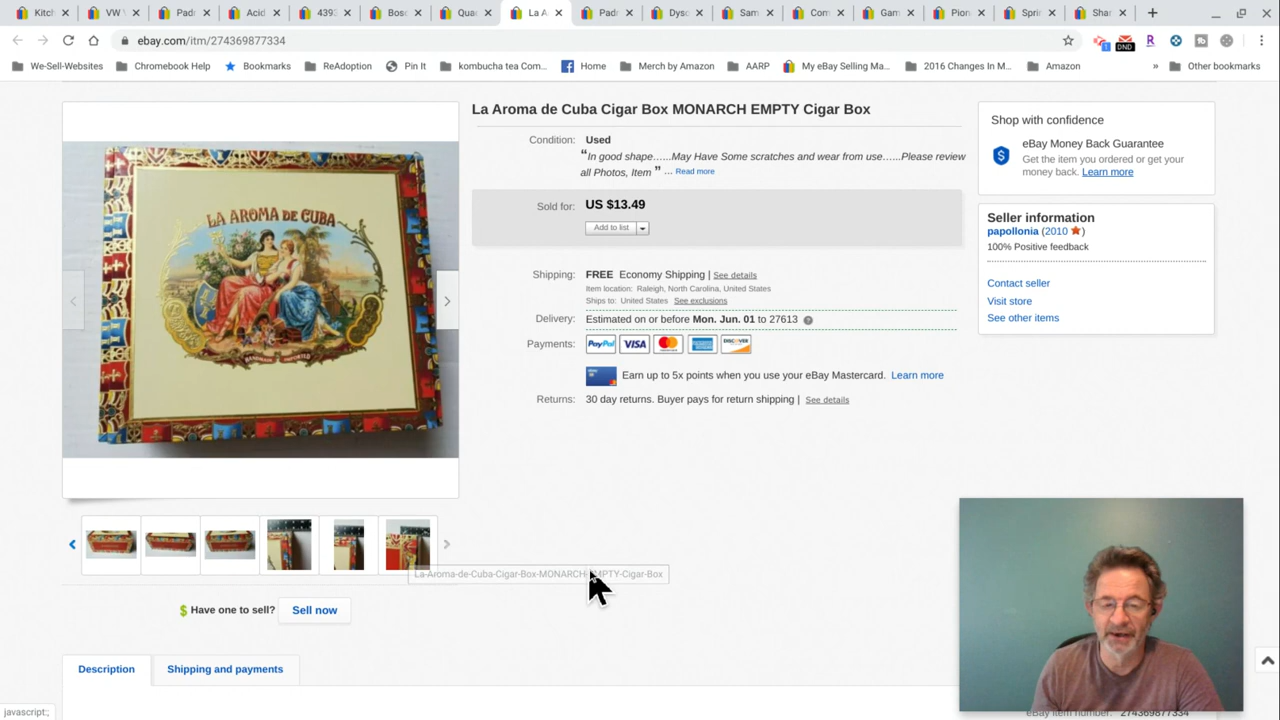 Kitch
VW \
Padr
Acid
439:
Bose
Qua
La A
Padr
Dyso
Sam
Com
Gam
Pion
Sprir
Shar
ebay.com/itm/274369877334
DND
We-Sell-Websites
Chromebook Help
Bookmarks
ReAdoption
Pin It
kombucha tea Com...
Home
Merch by Amazon
AARP
My eBay Selling Ma...
2016 Changes In M...
Amazon
»
Other bookmarks
La Aroma de Cuba Cigar Box MONARCH EMPTY Cigar Box
Condition: Used
“In good shape……May Have Some scratches and wear from use……Please review
all Photos, Item ” ... Read more
Sold for: US $13.49
Add to list
Shipping: FREE Economy Shipping | See details
Item location: Raleigh, North Carolina, United States
Ships to: United States See exclusions
Delivery: Estimated on or before Mon. Jun. 01 to 27613
Payments: PayPal VISA mastercard DISCOVER
Earn up to 5x points when you use your eBay Mastercard. Learn more
Returns: 30 day returns. Buyer pays for return shipping | See details
Shop with confidence
eBay Money Back Guarantee
Get the item you ordered or get your
money back. Learn more
Seller information
papollonia (2010 )
100% Positive feedback
Contact seller
Visit store
See other items
LA AROMA DE CUBA
La-Aroma-de-Cuba-Cigar-Box-MONARCH-EMPTY-Cigar-Box
$ Have one to sell? Sell now
Description
Shipping and payments
javascript:;
eBay item number: 274369877334